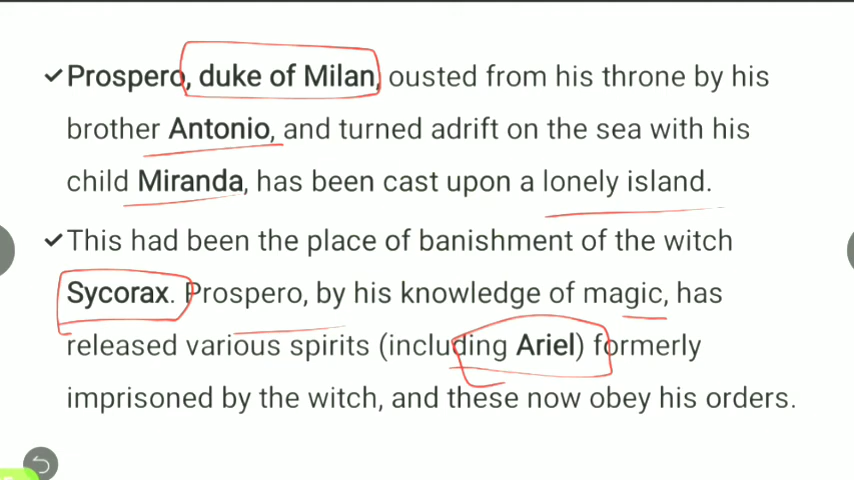 ✓Prospero, duke of Milan, ousted from his throne by his
brother Antonio, and turned adrift on the sea with his
child Miranda, has been cast upon a lonely island.
✓This had been the place of banishment of the witch
Sycorax. Prospero, by his knowledge of magic, has
released various spirits (including Ariel) formerly
imprisoned by the witch, and these now obey his orders.